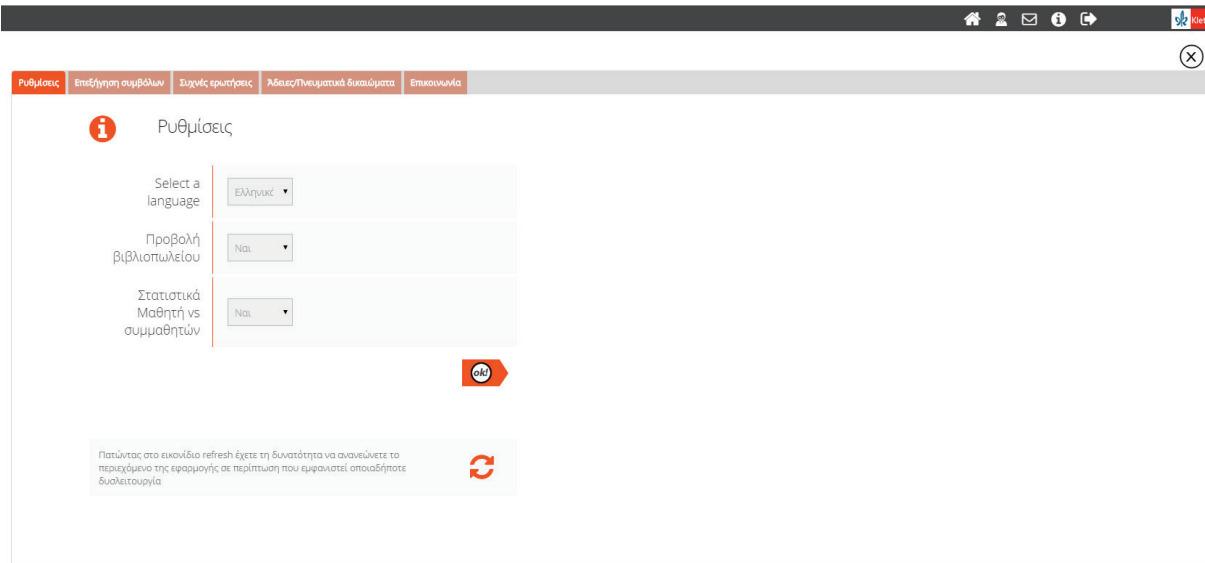 Ρυθμίσεις Επεξήγηση συμβόλων Συχνές ερωτήσεις Άδειες/Πνευματικά δικαιώματα Επικοινωνία
Ρυθμίσεις
Select a
language
Ελληνικά
Προβολή
βιβλιοπωλείου
Ναι
Στατιστικά
Μαθητή vs
συμμαθητών
Ναι
ok!
Πατώντας στο εικονίδιο refresh έχετε τη δυνατότητα να ανανεώνετε το
περιεχόμενο της εφαρμογής σε περίπτωση που εμφανιστεί οποιαδήποτε
δυσλειτουργία